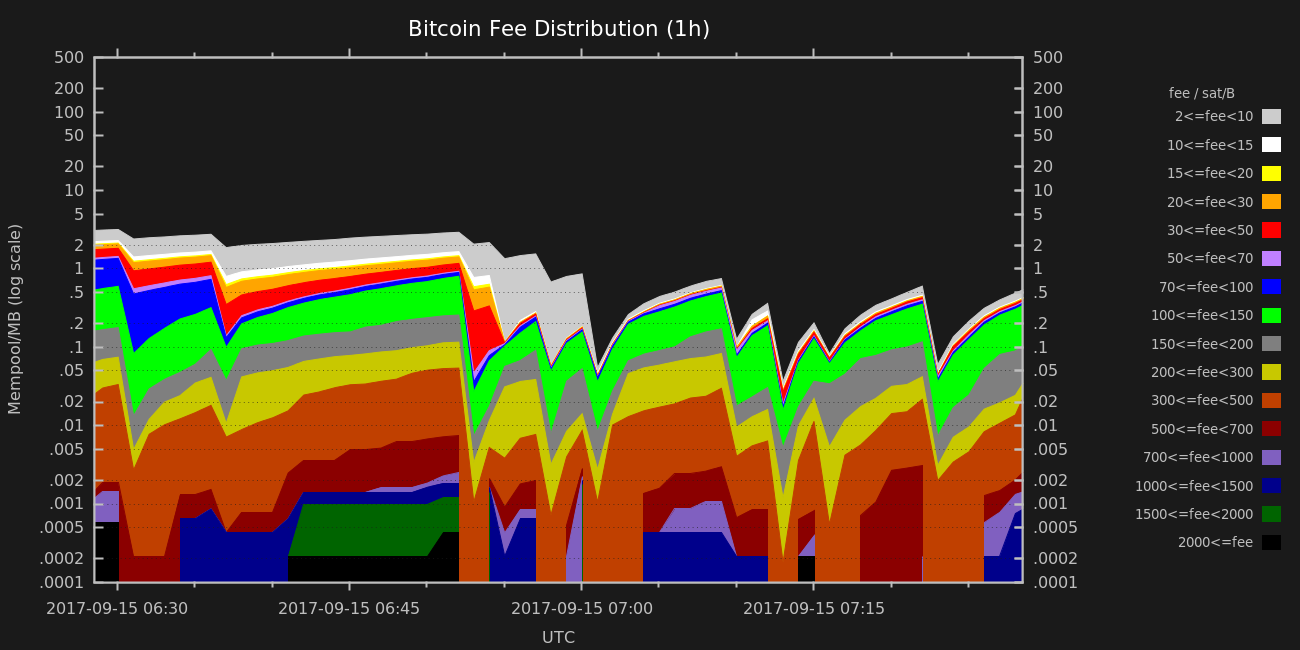 Bitcoin Fee Distribution (1h)
500 500
200 200
100 100
50 50
20 20
10 10
5 5
2 2
1 1
.5 .5
.2 .2
.1 .1
.05 .05
.02 .02
.01 .01
.005 .005
.002 .002
.001 .001
.0005 .0005
.0002 .0002
.0001 .0001
Mempool/MB (log scale)
2017-09-15 06:30 2017-09-15 06:45 2017-09-15 07:00 2017-09-15 07:15
UTC
fee / sat/B
2<=fee<10
10<=fee<15
15<=fee<20
20<=fee<30
30<=fee<50
50<=fee<70
70<=fee<100
100<=fee<150
150<=fee<200
200<=fee<300
300<=fee<500
500<=fee<700
700<=fee<1000
1000<=fee<1500
1500<=fee<2000
2000<=fee